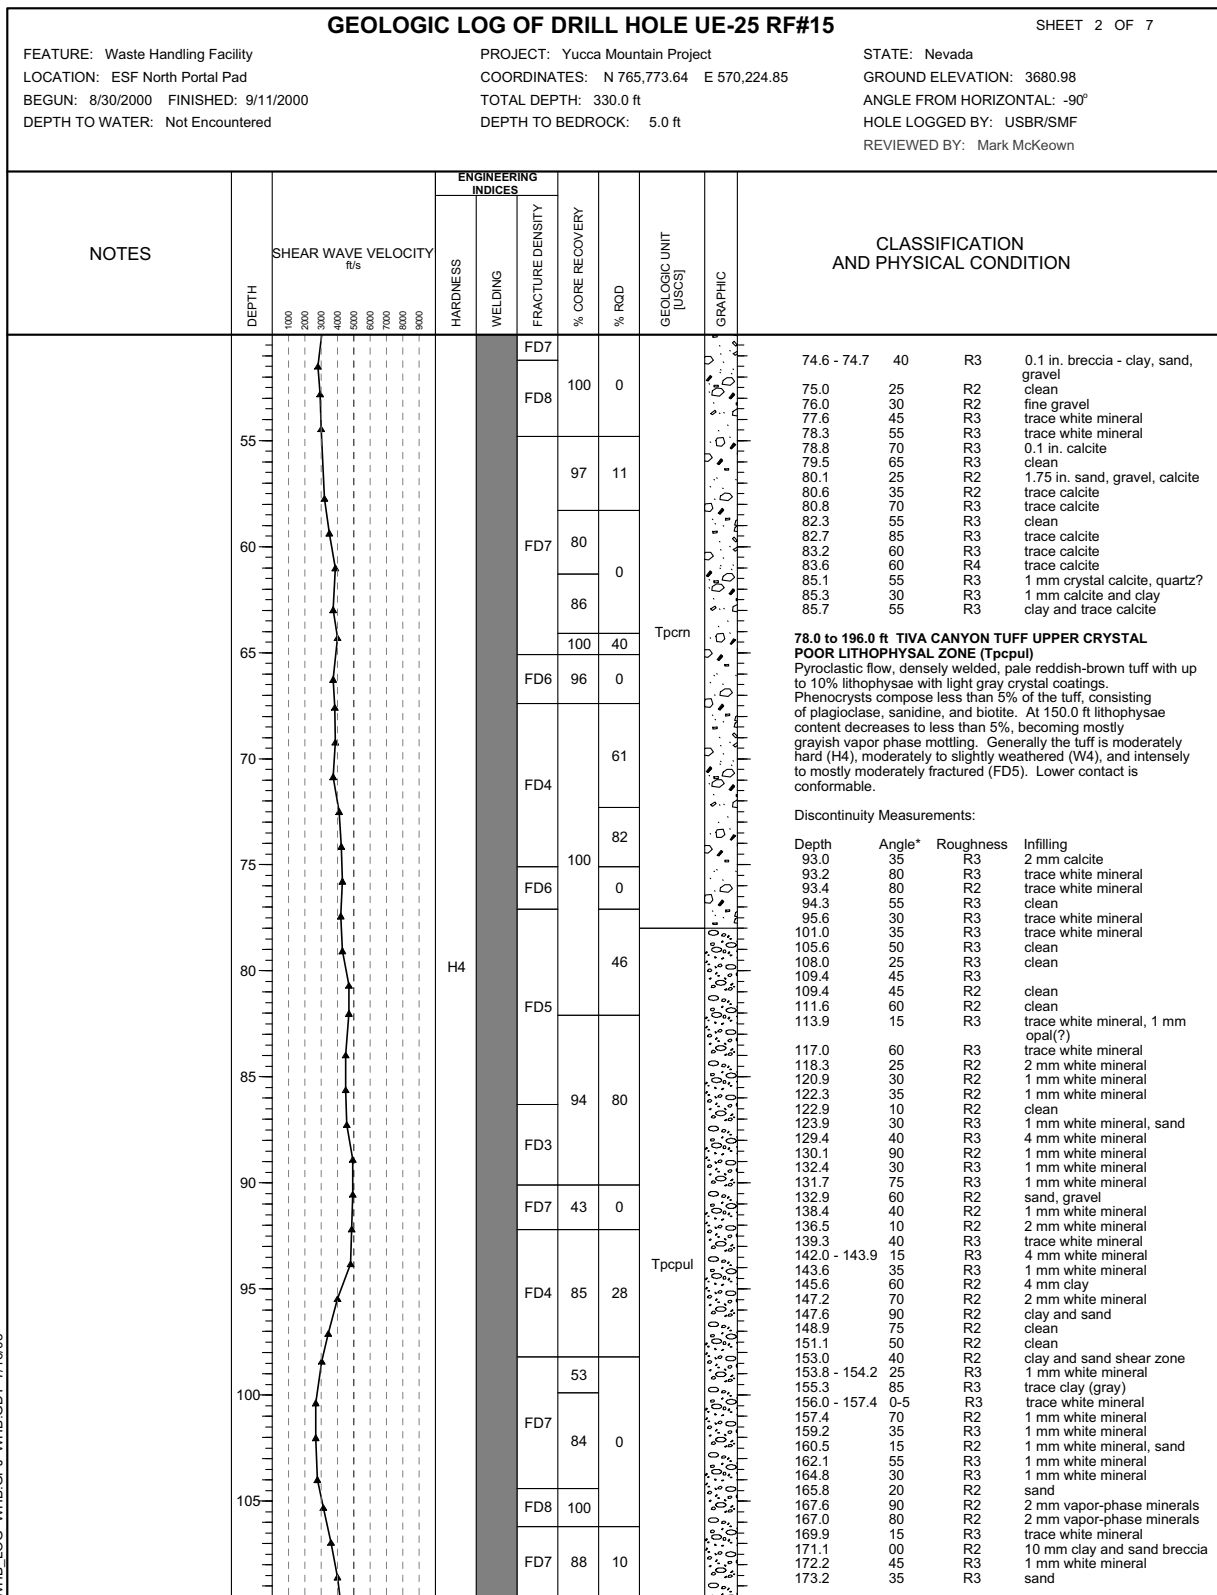 GEOLOGIC LOG OF DRILL HOLE UE-25 RF#15 SHEET 2 OF 7
FEATURE: Waste Handling Facility PROJECT: Yucca Mountain Project STATE: Nevada
LOCATION: ESF North Portal Pad COORDINATES: N 765,773.64 E 570,224.85 GROUND ELEVATION: 3680.98
BEGUN: 8/30/2000 FINISHED: 9/11/2000 TOTAL DEPTH: 330.0 ft ANGLE FROM HORIZONTAL: -90°
DEPTH TO WATER: Not Encountered DEPTH TO BEDROCK: 5.0 ft HOLE LOGGED BY: USBR/SMF
REVIEWED BY: Mark McKeown
NOTES
DEPTH
SHEAR WAVE VELOCITY
ft/s
1000 2000 3000 4000 5000 6000 7000 8000 9000
ENGINEERING
INDICES
HARDNESS
WELDING
FRACTURE DENSITY
% CORE RECOVERY
% RQD
GEOLOGIC UNIT
[USCS]
GRAPHIC
CLASSIFICATION
AND PHYSICAL CONDITION
55
60
65
70
75
80
85
90
95
100
105
H4
FD7
FD8
FD7
FD6
FD4
FD6
FD5
FD3
FD7
FD4
FD7
FD8
FD7
100
97
80
86
100
96
100
94
43
85
53
84
100
88
0
11
0
40
0
61
82
0
46
80
0
28
0
10
Tpcrn
Tpcpul
74.6 - 74.7 40 R3 0.1 in. breccia - clay, sand,
gravel
75.0 25 R2 clean
76.0 30 R2 fine gravel
77.6 45 R3 trace white mineral
78.3 55 R3 trace white mineral
78.8 70 R3 0.1 in. calcite
79.5 65 R3 clean
80.1 25 R2 1.75 in. sand, gravel, calcite
80.6 35 R2 trace calcite
80.8 70 R3 trace calcite
82.3 55 R3 clean
82.7 85 R3 trace calcite
83.2 60 R3 trace calcite
83.6 60 R4 trace calcite
85.1 55 R3 1 mm crystal calcite, quartz?
85.3 30 R3 1 mm calcite and clay
85.7 55 R3 clay and trace calcite
78.0 to 196.0 ft TIVA CANYON TUFF UPPER CRYSTAL
POOR LITHOPHYSAL ZONE (Tpcpul)
Pyroclastic flow, densely welded, pale reddish-brown tuff with up
to 10% lithophysae with light gray crystal coatings.
Phenocrysts compose less than 5% of the tuff, consisting
of plagioclase, sanidine, and biotite. At 150.0 ft lithophysae
content decreases to less than 5%, becoming mostly
grayish vapor phase mottling. Generally the tuff is moderately
hard (H4), moderately to slightly weathered (W4), and intensely
to mostly moderately fractured (FD5). Lower contact is
conformable.
Discontinuity Measurements:
Depth Angle* Roughness Infilling
93.0 35 R3 2 mm calcite
93.2 80 R3 trace white mineral
93.4 80 R2 trace white mineral
94.3 55 R3 clean
95.6 30 R3 trace white mineral
101.0 35 R3 trace white mineral
105.6 50 R3 clean
108.0 25 R3 clean
109.4 45 R3
109.4 45 R2 clean
111.6 60 R2 clean
113.9 15 R3 trace white mineral, 1 mm
opal(?)
117.0 60 R3 trace white mineral
118.3 25 R2 2 mm white mineral
120.9 30 R2 1 mm white mineral
122.3 35 R2 1 mm white mineral
122.9 10 R2 clean
123.9 30 R3 1 mm white mineral, sand
129.4 40 R3 4 mm white mineral
130.1 90 R2 1 mm white mineral
132.4 30 R3 1 mm white mineral
131.7 75 R3 1 mm white mineral
132.9 60 R2 sand, gravel
138.4 40 R2 1 mm white mineral
136.5 10 R2 2 mm white mineral
139.3 40 R3 trace white mineral
142.0 - 143.9 15 R3 4 mm white mineral
143.6 35 R3 1 mm white mineral
145.6 60 R2 4 mm clay
147.2 70 R2 2 mm white mineral
147.6 90 R2 clay and sand
148.9 75 R2 clean
151.1 50 R2 clean
153.0 40 R2 clay and sand shear zone
153.8 - 154.2 25 R3 1 mm white mineral
155.3 85 R3 trace clay (gray)
156.0 - 157.4 0-5 R3 trace white mineral
157.4 70 R2 1 mm white mineral
159.2 35 R3 1 mm white mineral
160.5 15 R2 1 mm white mineral, sand
162.1 55 R3 1 mm white mineral
164.8 30 R3 1 mm white mineral
165.8 20 R2 sand
167.6 90 R2 2 mm vapor-phase minerals
167.0 80 R2 2 mm vapor-phase minerals
169.9 15 R3 trace white mineral
171.1 00 R2 10 mm clay and sand breccia
172.2 45 R3 1 mm white mineral
173.2 35 R3 sand